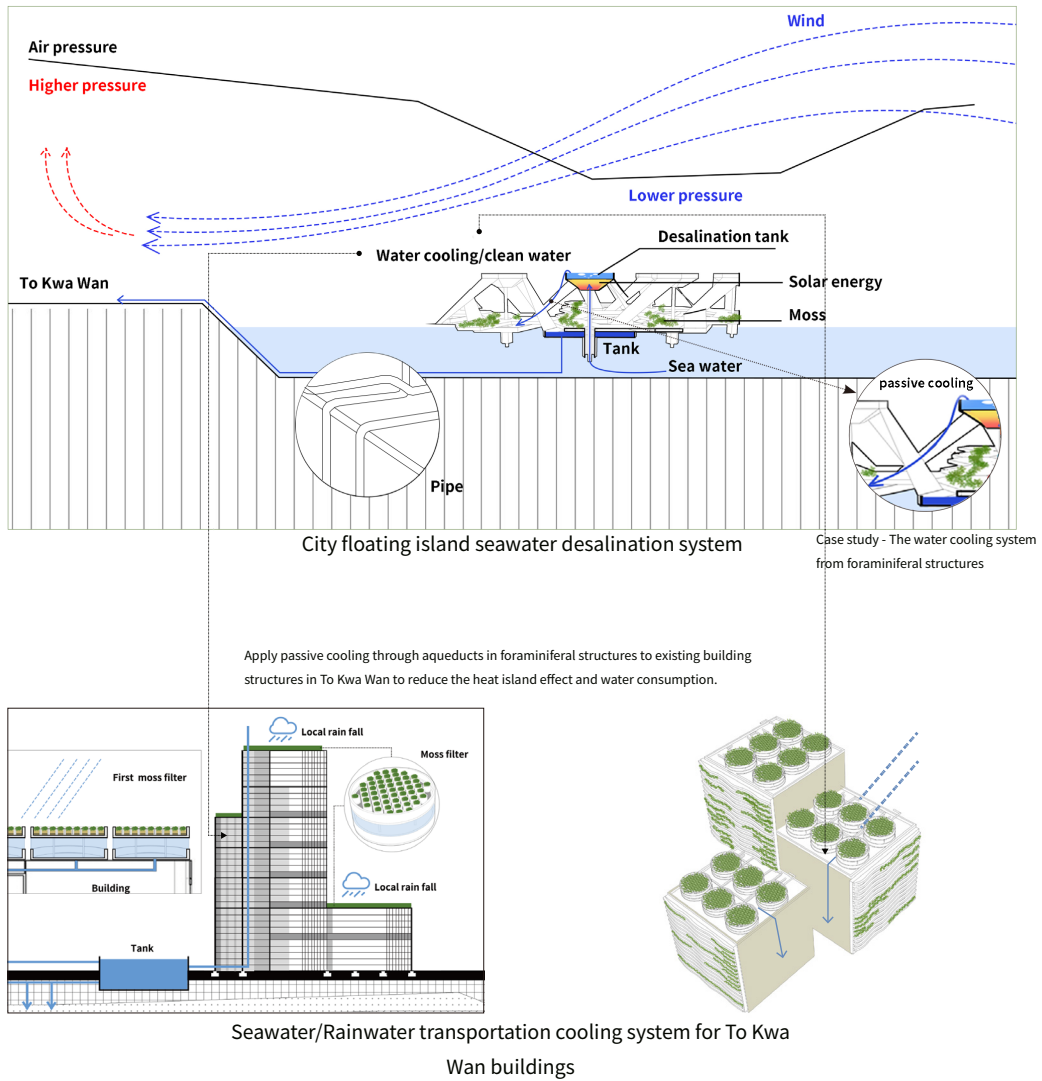 Wind
Air pressure
Higher pressure
Lower pressure
Desalination tank
Water cooling/clean water
To Kwa Wan
Solar energy
Moss
Tank
Sea water
passive cooling
Pipe
City floating island seawater desalination system
Case study - The water cooling system
from foraminiferal structures
Apply passive cooling through aqueducts in foraminiferal structures to existing building
structures in To Kwa Wan to reduce the heat island effect and water consumption.
Local rain fall
Moss filter
First moss filter
Local rain fall
Building
Tank
Seawater/Rainwater transportation cooling system for To Kwa
Wan buildings